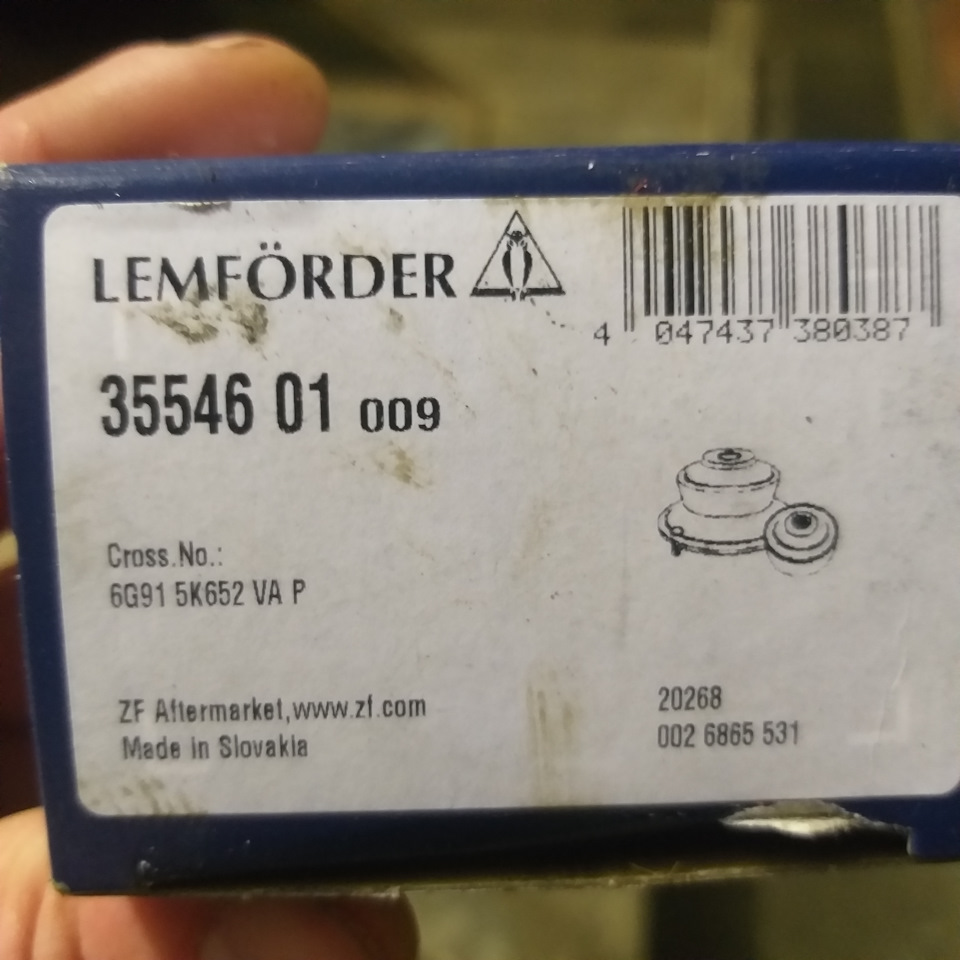 LEMFÖRDER
4 047437 380387
35546 01 009
Cross.No.:
6G91 5K652 VA P
ZF Aftermarket,www.zf.com
Made in Slovakia
20268
002 6865 531